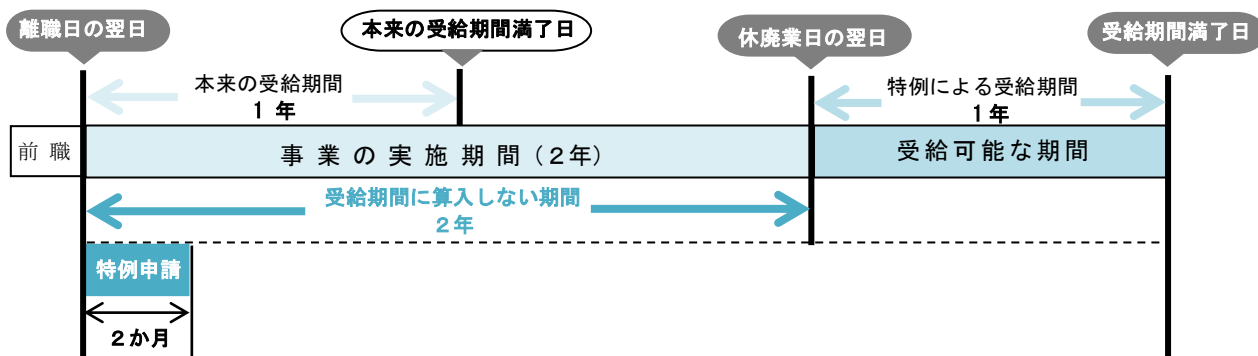 離職日の翌日
本来の受給期間満了日
休廃業日の翌日
受給期間満了日
本来の受給期間
１ 年
特例による受給期間
１年
前 職
事 業 の 実 施 期 間（２年）
受給可能な期間
受給期間に算入しない期間
２年
特例申請
２か月